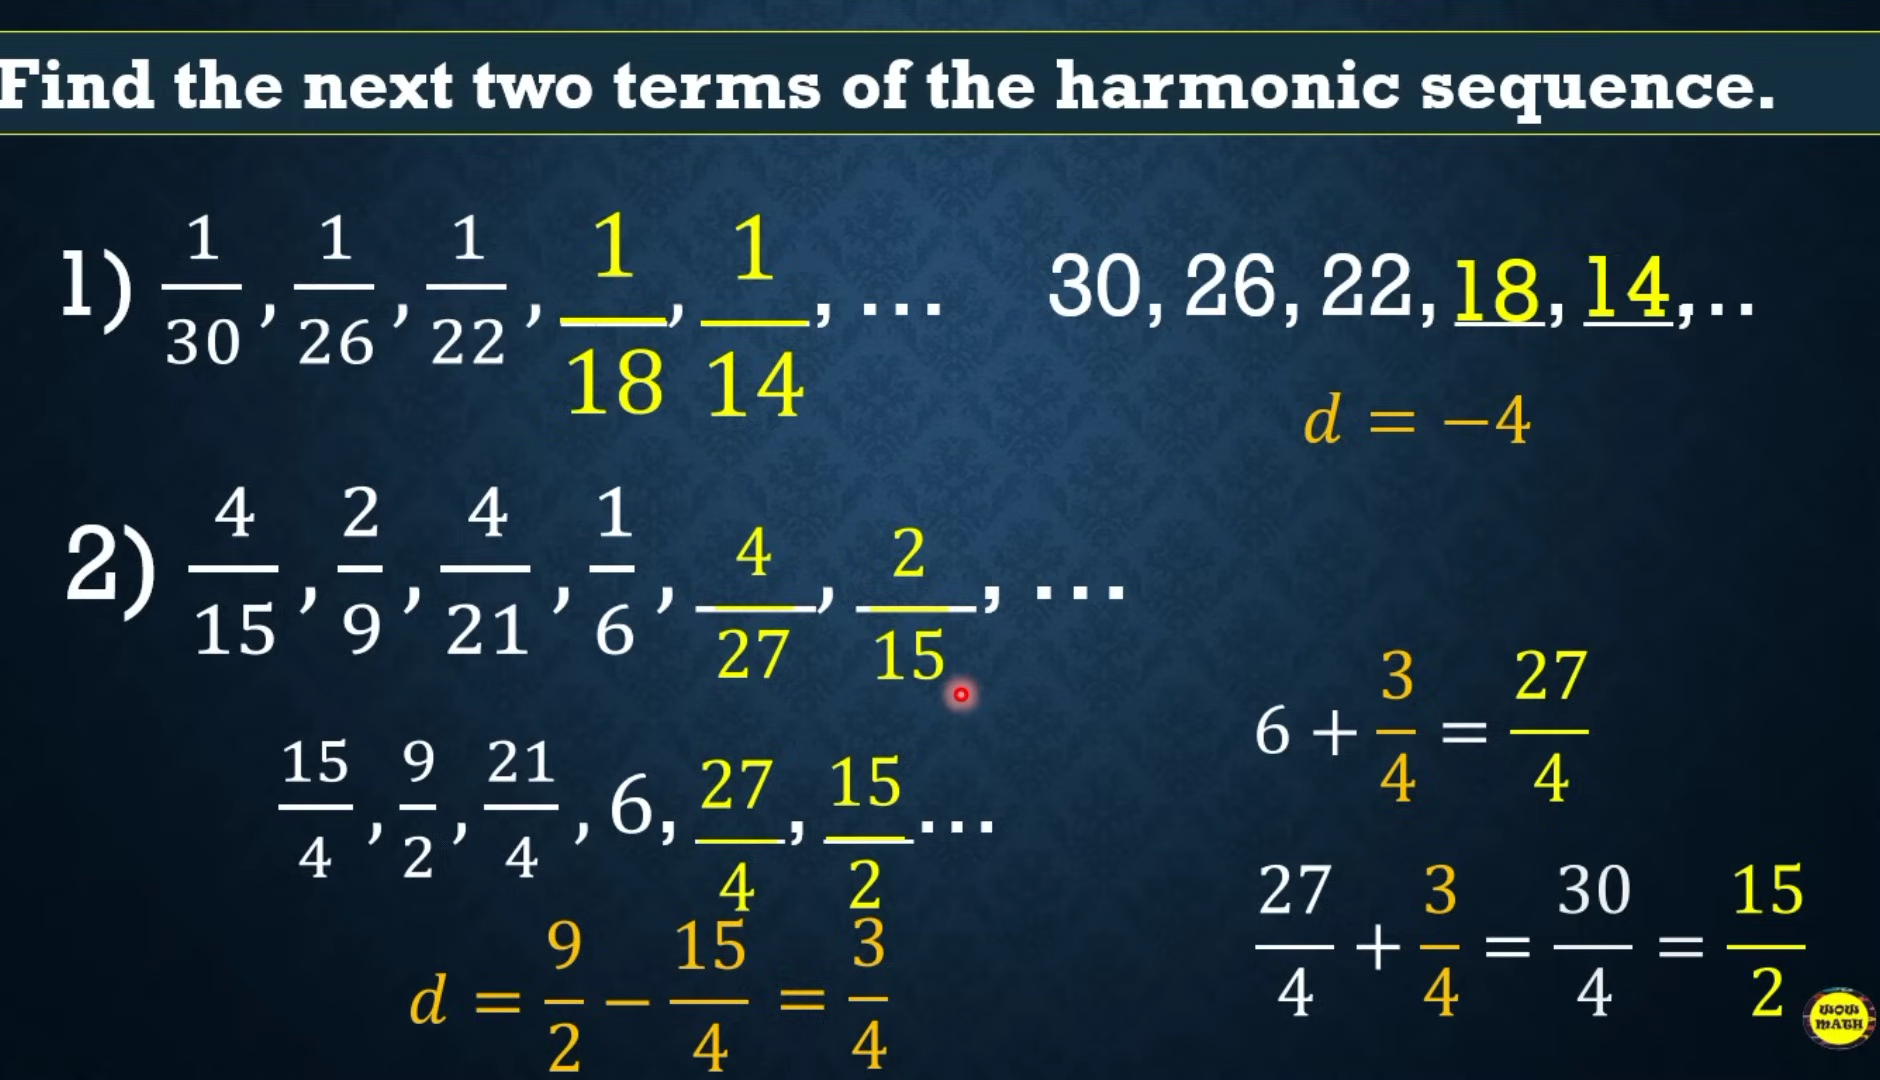 Find the next two terms of the harmonic sequence.
1) 1/30, 1/26, 1/22, 1/18, 1/14, ...
30, 26, 22, 18, 14,..
d = −4
2) 4/15, 2/9, 4/21, 1/6, 4/27, 2/15, ...
15/4, 9/2, 21/4, 6, 27/4, 15/2 ...
d = 9/2 − 15/4 = 3/4
6 + 3/4 = 27/4
27/4 + 3/4 = 30/4 = 15/2
WOW
MATH